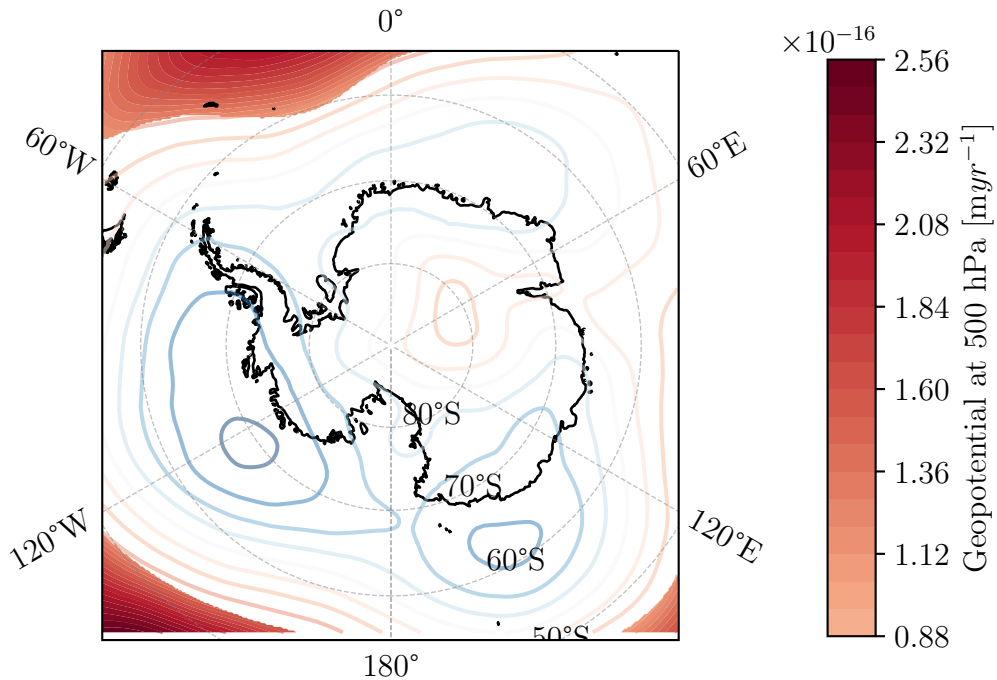 0°
×10⁻¹⁶
60°W
60°E
80°S
70°S
60°S
50°S
120°W
120°E
180°
2.56
2.32
2.08
1.84
1.60
1.36
1.12
0.88
Geopotential at 500 hPa [myr⁻¹]